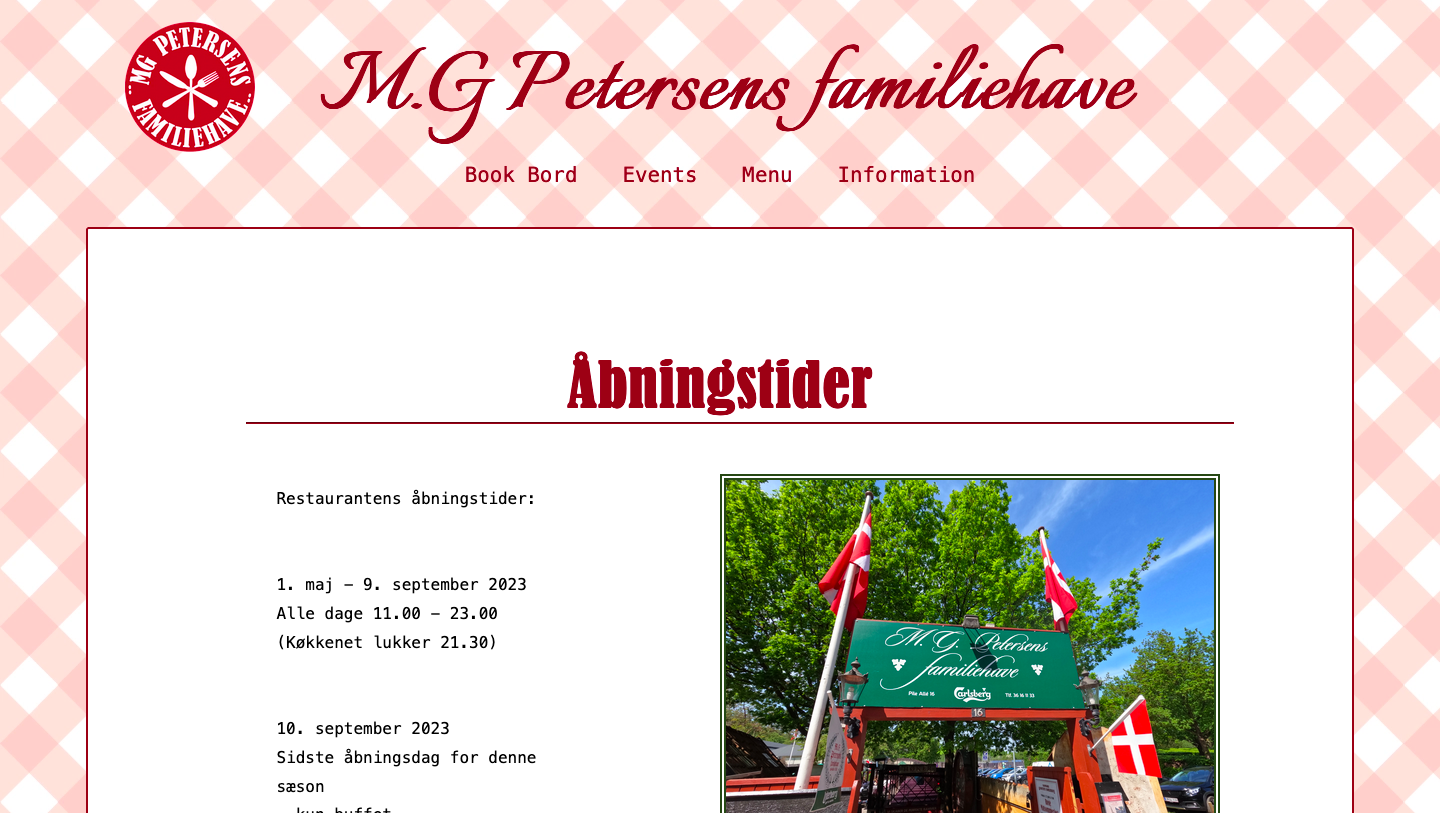 MG PETERSENS
FAMILIEHAVE
M.G Petersens familiehave
Book Bord Events Menu Information
Åbningstider
Restaurantens åbningstider:
1. maj – 9. september 2023
Alle dage 11.00 – 23.00
(Køkkenet lukker 21.30)
10. september 2023
Sidste åbningsdag for denne
sæson
- kun buffet
M. G. Petersens
familiehave
Pile Allé 16 Carlsberg Tlf. 36 16 11 33
16